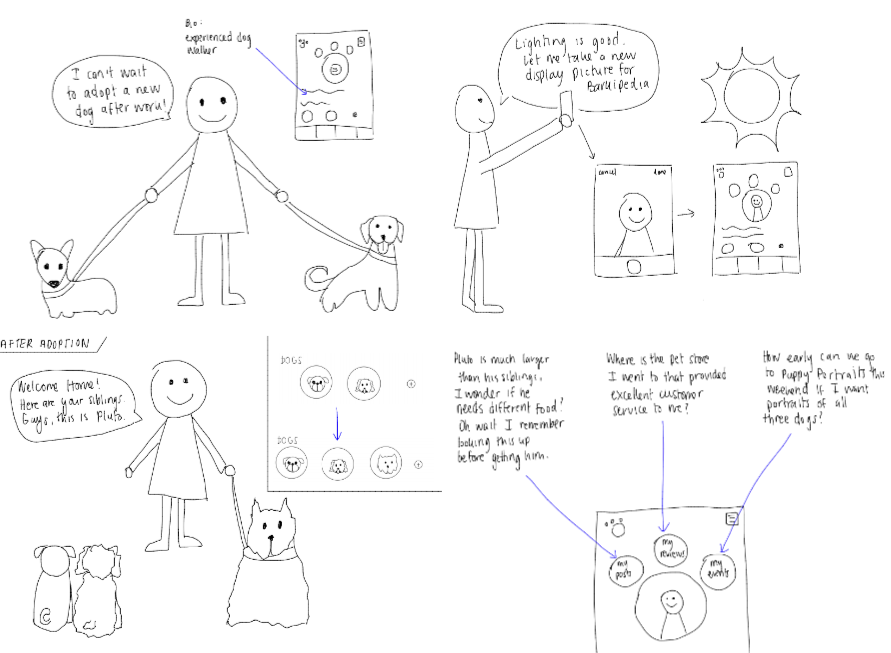 Bio:
experienced dog
walker
I can't wait
to adopt a new
dog after work!
Lighting is good.
Let me take a new
display picture for
Barkipedia
cancel
done
AFTER ADOPTION
Welcome Home!
Here are your siblings
Guys, this is Pluto.
DOGS
DOGS
Pluto is much larger
than his siblings.
I wonder if he
needs different food?
Oh wait I remember
looking this up
before getting him.
Where is the pet store
I went to that provided
excellent customer
service to me?
How early can we go
to Puppy Portraits this
weekend if I want
portraits of all
three dogs?
my
posts
my
reviews
my
events